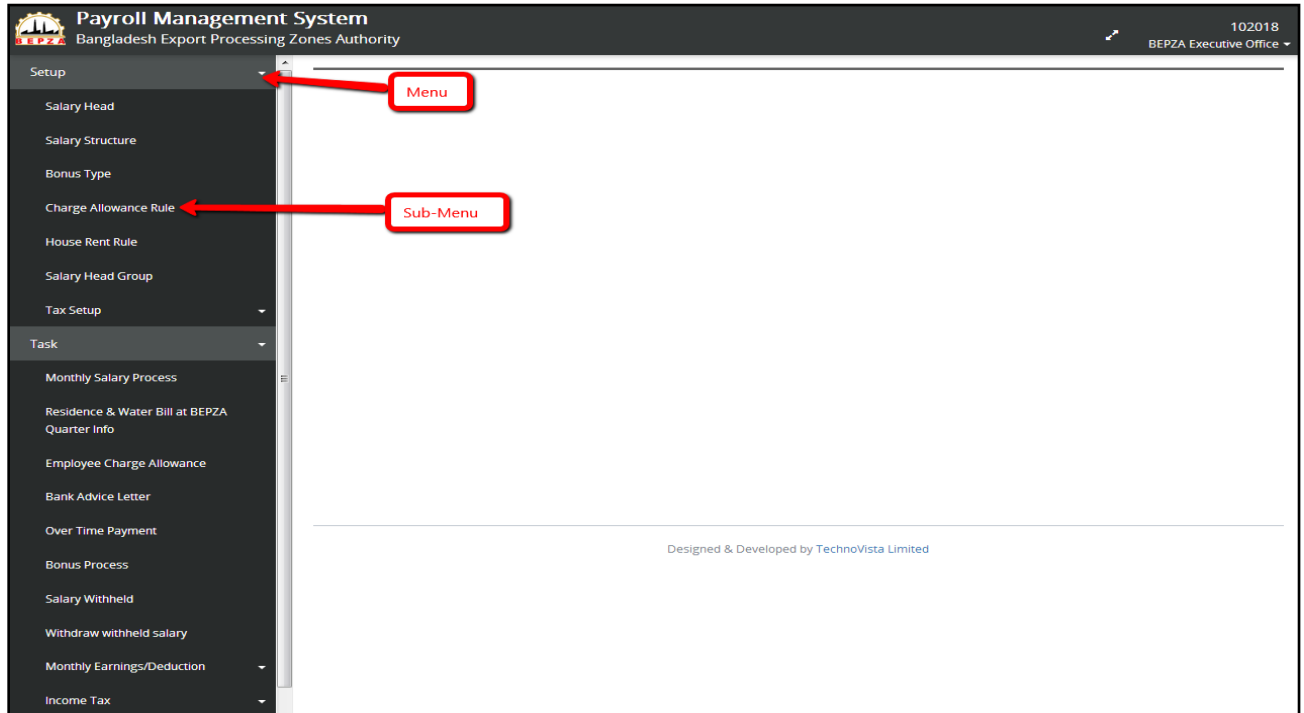 Payroll Management System
BEPZA
Bangladesh Export Processing Zones Authority
102018
BEPZA Executive Office
Setup
Menu
Salary Head
Salary Structure
Bonus Type
Charge Allowance Rule
Sub-Menu
House Rent Rule
Salary Head Group
Tax Setup
Task
Monthly Salary Process
Residence & Water Bill at BEPZA
Quarter Info
Employee Charge Allowance
Bank Advice Letter
Over Time Payment
Bonus Process
Salary Withheld
Withdraw withheld salary
Monthly Earnings/Deduction
Income Tax
Designed & Developed by TechnoVista Limited